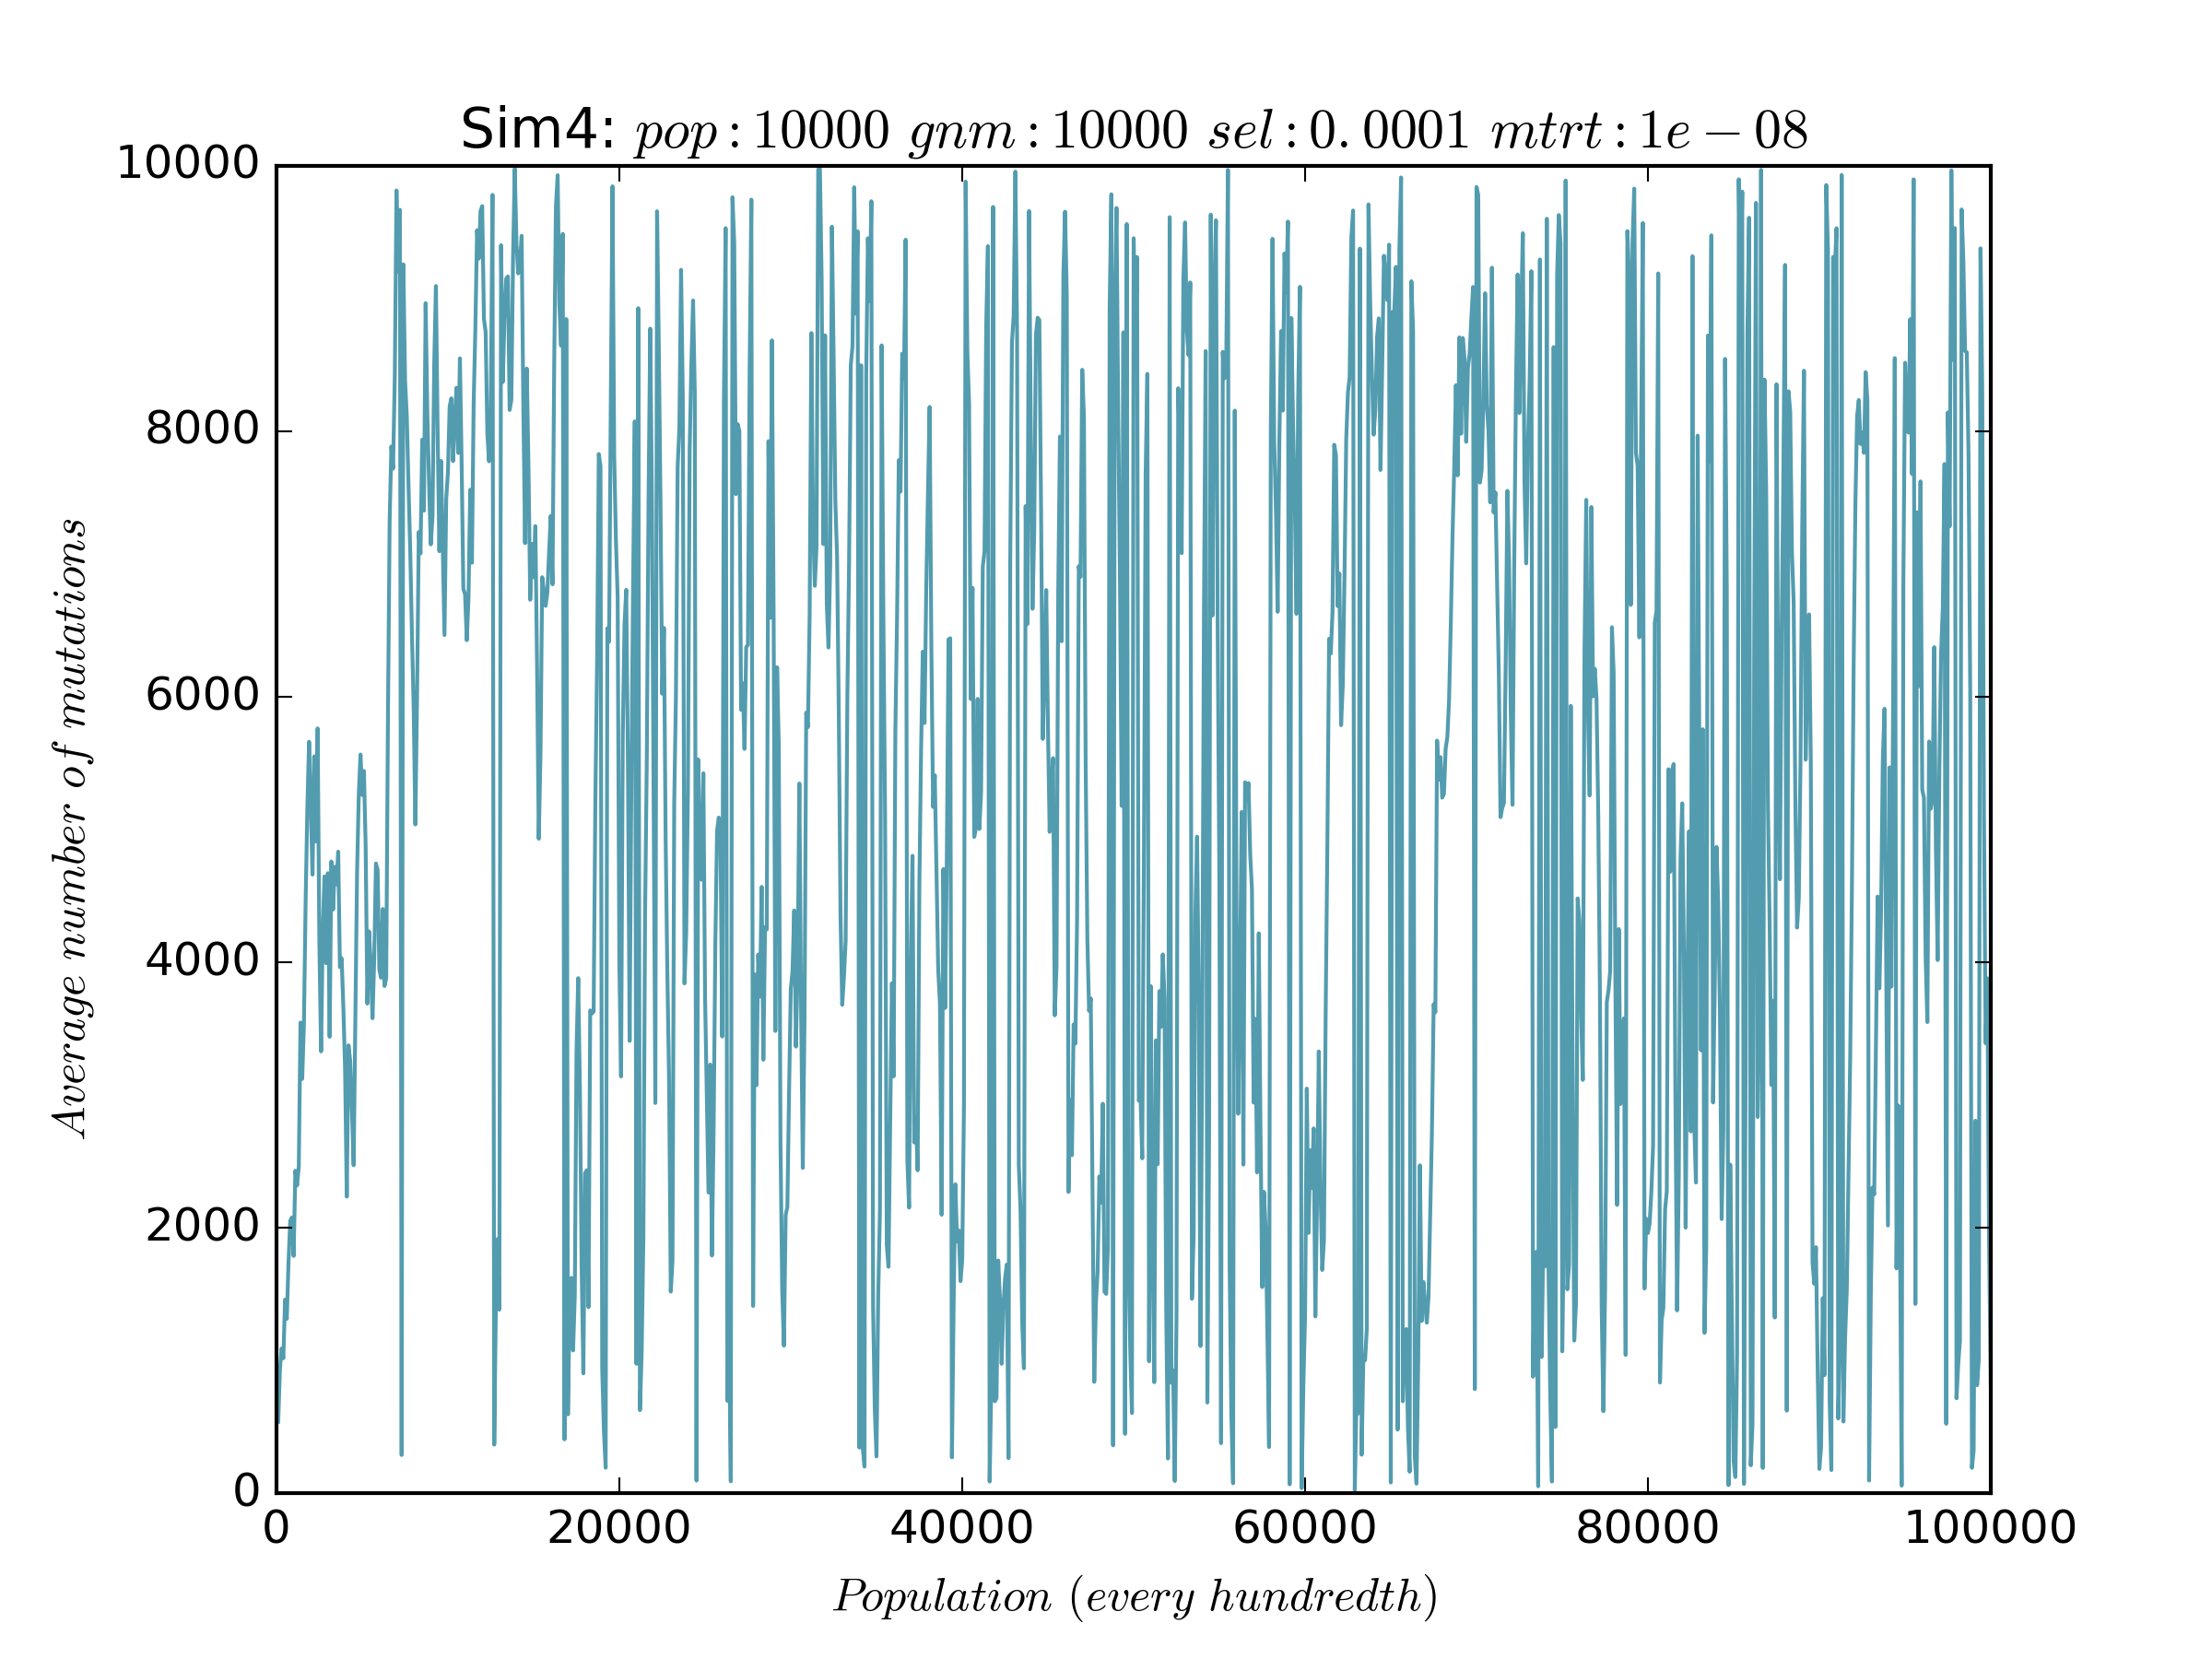 Sim4: pop : 10000 gnm : 10000 sel : 0.0001 mtrt : 1e − 08
10000
8000
6000
4000
2000
0
Average number of mutations
0 20000 40000 60000 80000 100000
Population (every hundredth)